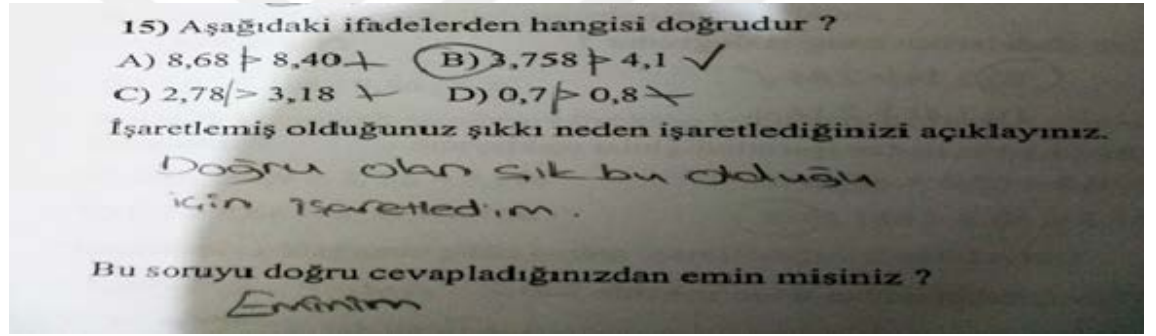 15) Aşağıdaki ifadelerden hangisi doğrudur ?
A) 8,68 > 8,40 B) 3,758 > 4,1 ✓
C) 2,78 > 3,18 D) 0,7 > 0,8
İşaretlemiş olduğunuz şıkkı neden işaretlediğinizi açıklayınız.
Doğru olan şık bu olduğu
için işaretledim.
Bu soruyu doğru cevapladığınızdan emin misiniz ?
Eminim